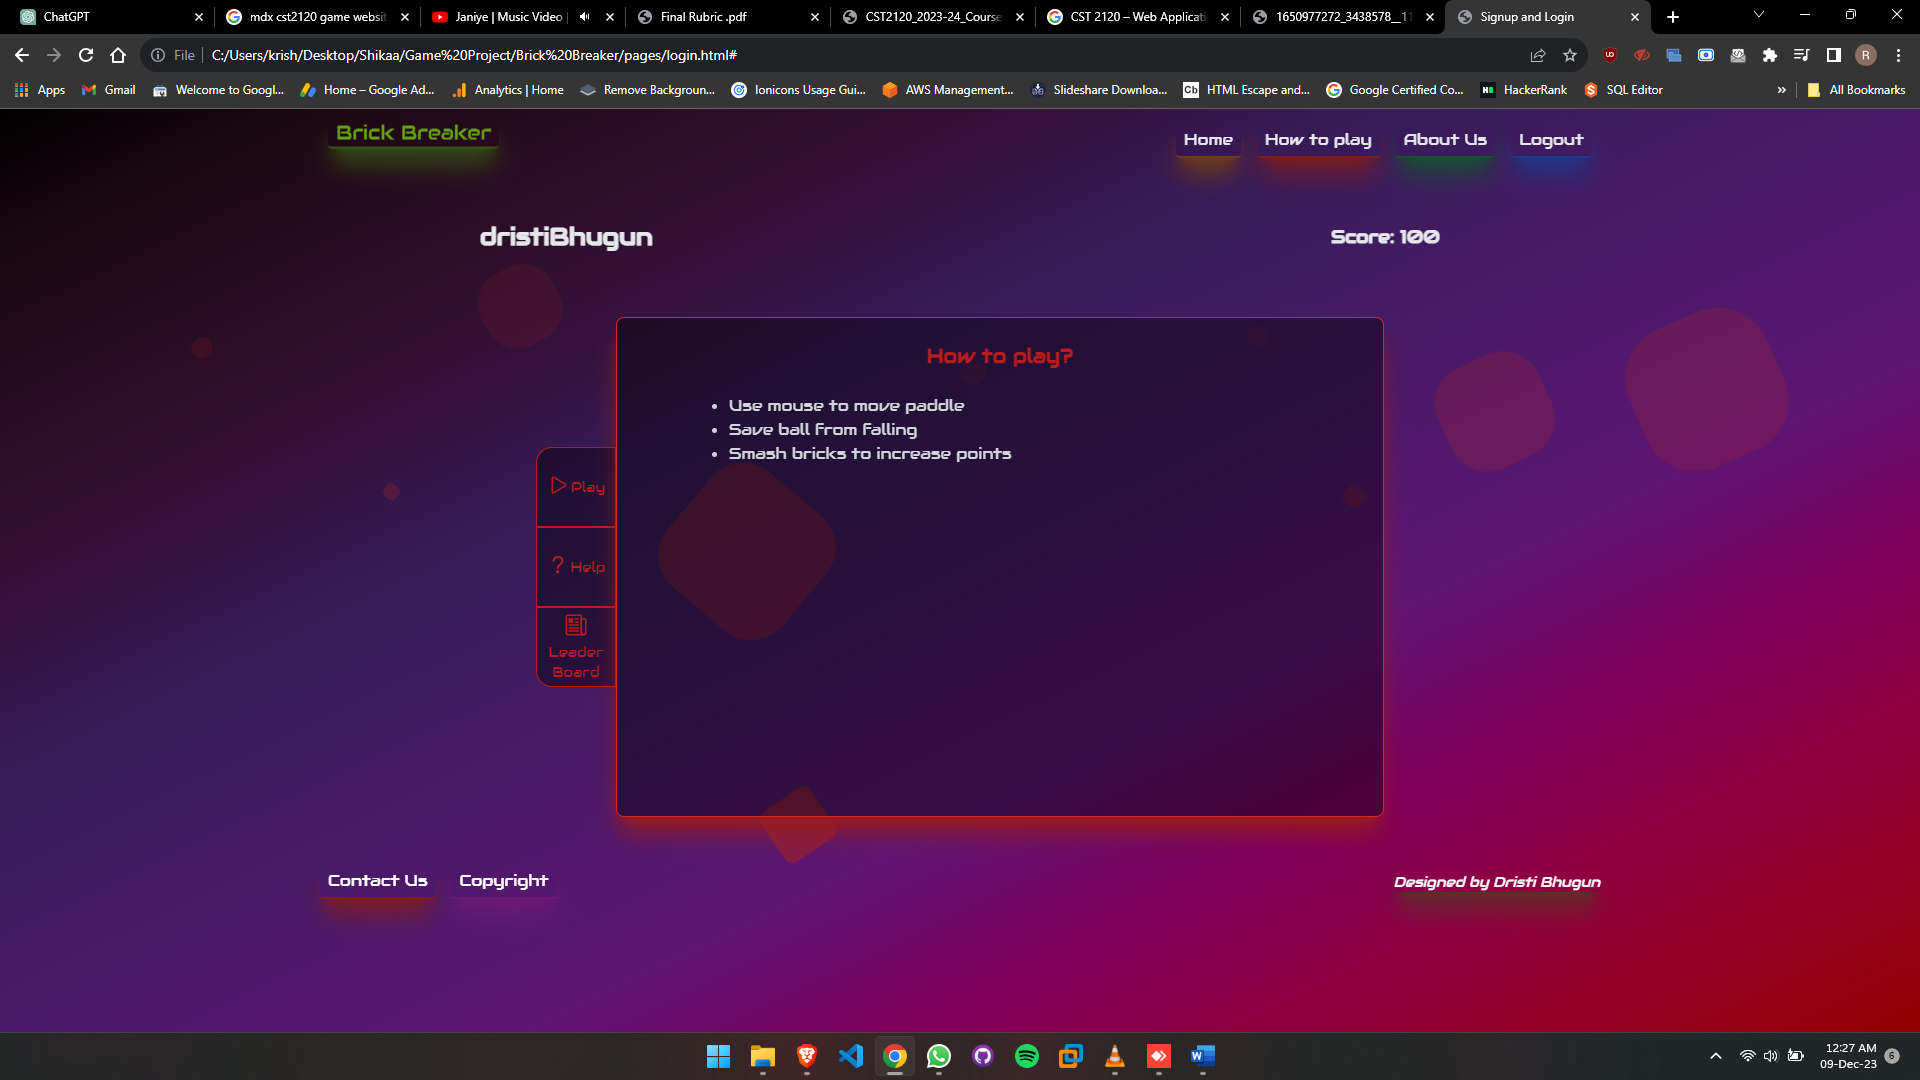 ChatGPT
mdx cst2120 game websit
Janiye | Music Video |
Final Rubric .pdf
CST2120_2023-24_Course
CST 2120 – Web Applicati
1650977272_3438578__11
Signup and Login
File
C:/Users/krish/Desktop/Shikaa/Game%20Project/Brick%20Breaker/pages/login.html#
R
Apps
Gmail
Welcome to Googl...
Home – Google Ad...
Analytics | Home
Remove Backgroun...
Ionicons Usage Gui...
AWS Management...
Slideshare Downloa...
Cb
HTML Escape and...
Google Certified Co...
HackerRank
SQL Editor
»
All Bookmarks
Brick Breaker
Home
How to play
About Us
Logout
dristiBhugun
Score: 100
How to play?
• Use mouse to move paddle
• Save ball from falling
• Smash bricks to increase points
Play
? Help
Leader
Board
Contact Us
Copyright
Designed by Dristi Bhugun
12:27 AM
09-Dec-23
6